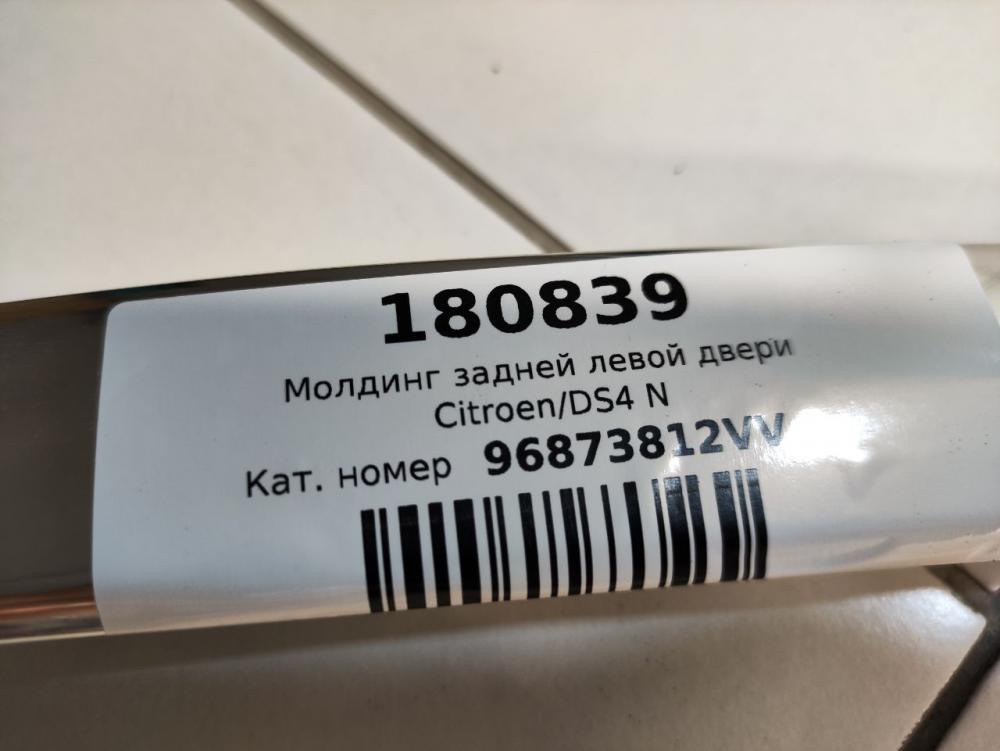 180839
Молдинг задней левой двери
Citroen/DS4 N
Кат. номер 96873812VV